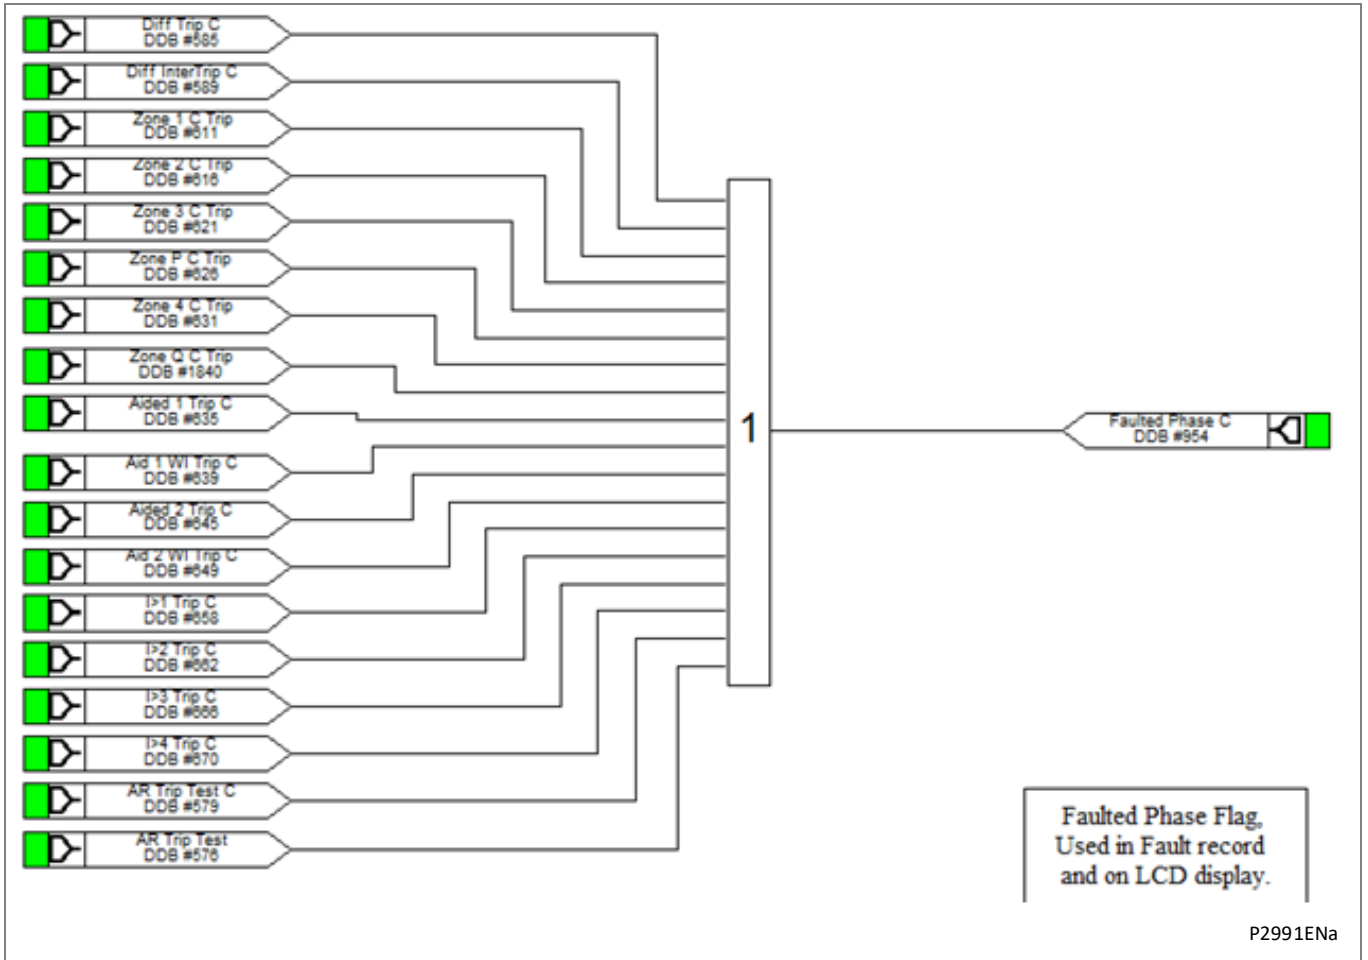 Diff Trip C
DDB #585
Diff InterTrip C
DDB #589
Zone 1 C Trip
DDB #611
Zone 2 C Trip
DDB #616
Zone 3 C Trip
DDB #621
Zone P C Trip
DDB #626
Zone 4 C Trip
DDB #631
Zone Q C Trip
DDB #1840
Aided 1 Trip C
DDB #635
Aid 1 WI Trip C
DDB #639
Aided 2 Trip C
DDB #645
Aid 2 WI Trip C
DDB #649
I>1 Trip C
DDB #658
I>2 Trip C
DDB #662
I>3 Trip C
DDB #666
I>4 Trip C
DDB #670
AR Trip Test C
DDB #579
AR Trip Test
DDB #576
1
Faulted Phase C
DDB #954
Faulted Phase Flag,
Used in Fault record
and on LCD display.
P2991ENa